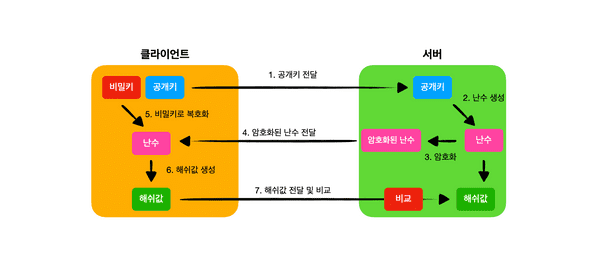 클라이언트
서버
1. 공개키 전달
비밀키
공개키
공개키
2. 난수 생성
5. 비밀키로 복호화
4. 암호화된 난수 전달
난수
암호화된 난수
난수
3. 암호화
6. 해쉬값 생성
7. 해쉬값 전달 및 비교
해쉬값
비교
해쉬값